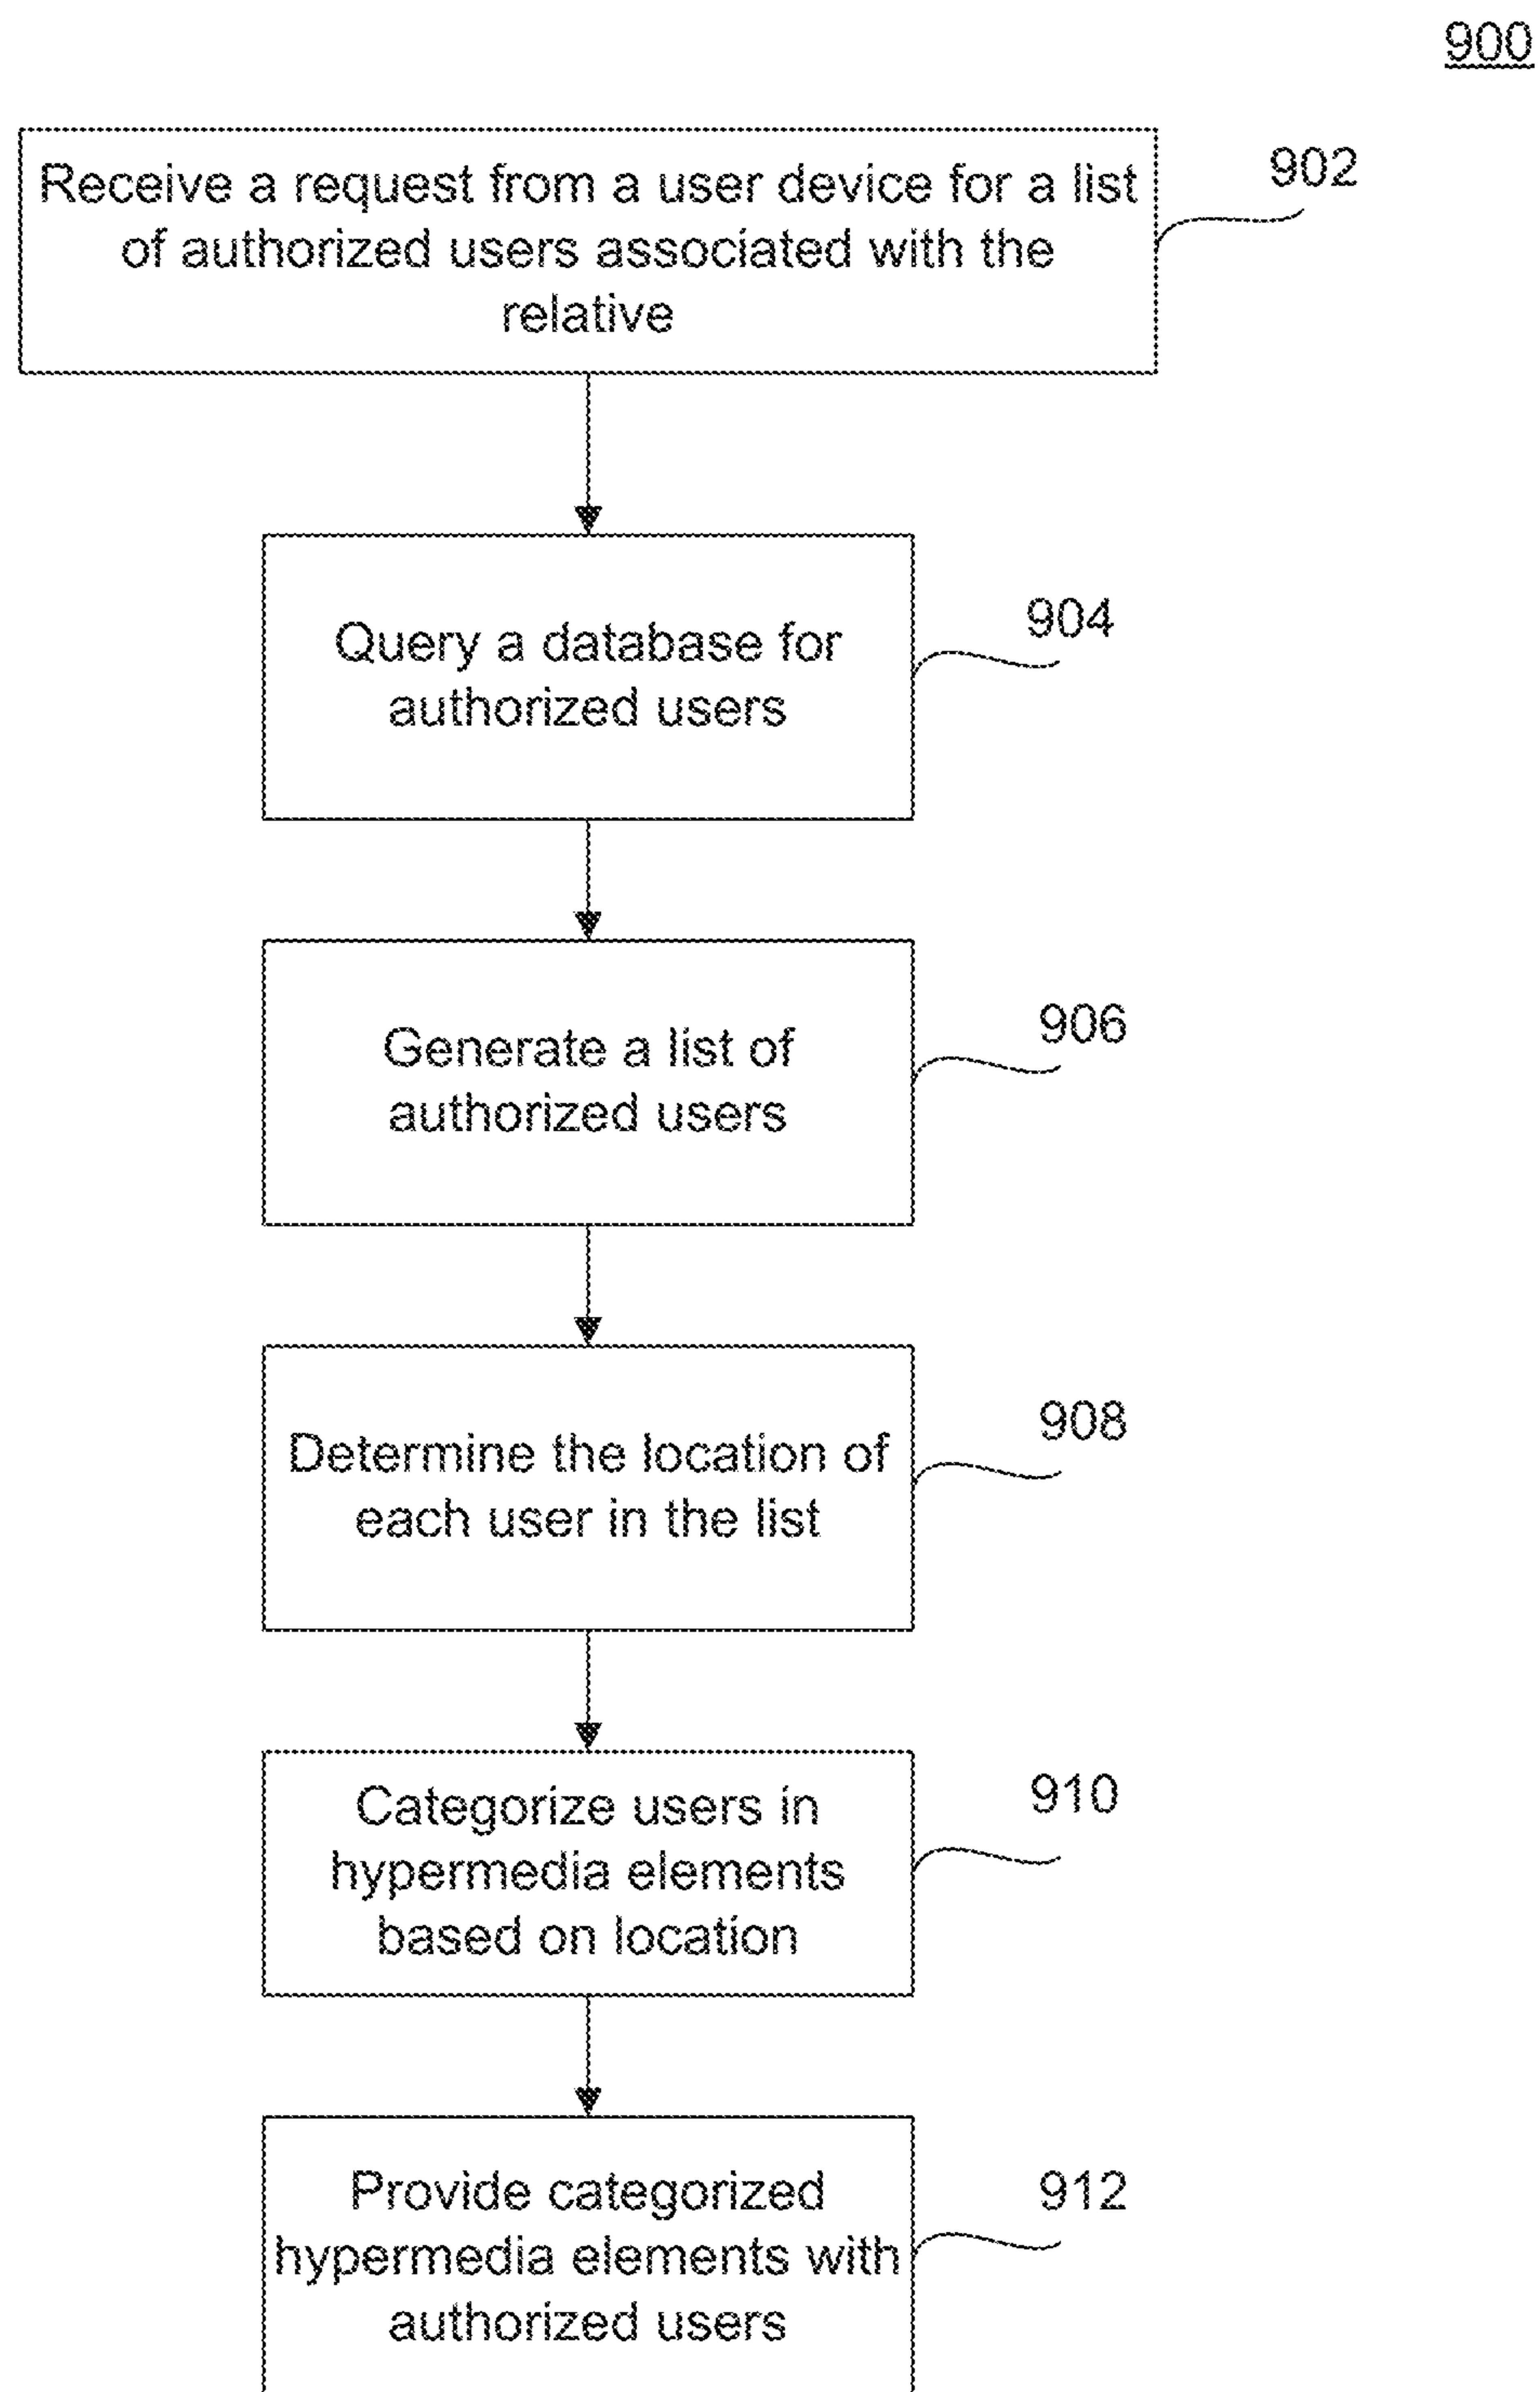 900
Receive a request from a user device for a list
of authorized users associated with the
relative
902
Query a database for
authorized users
904
Generate a list of
authorized users
906
Determine the location of
each user in the list
908
Categorize users in
hypermedia elements
based on location
910
Provide categorized
hypermedia elements with
authorized users
912